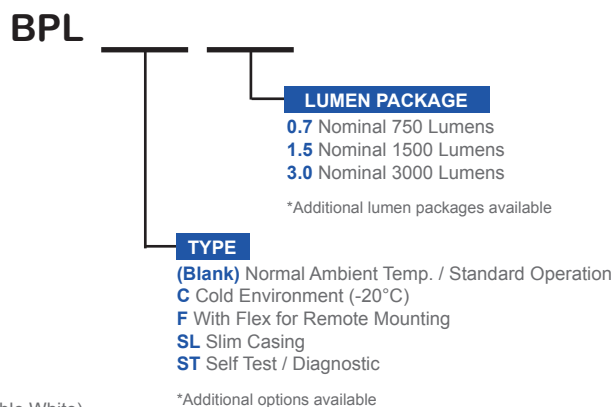 BPL
LUMEN PACKAGE
0.7 Nominal 750 Lumens
1.5 Nominal 1500 Lumens
3.0 Nominal 3000 Lumens
*Additional lumen packages available
TYPE
(Blank) Normal Ambient Temp. / Standard Operation
C Cold Environment (-20°C)
F With Flex for Remote Mounting
SL Slim Casing
ST Self Test / Diagnostic
*Additional options available
White)